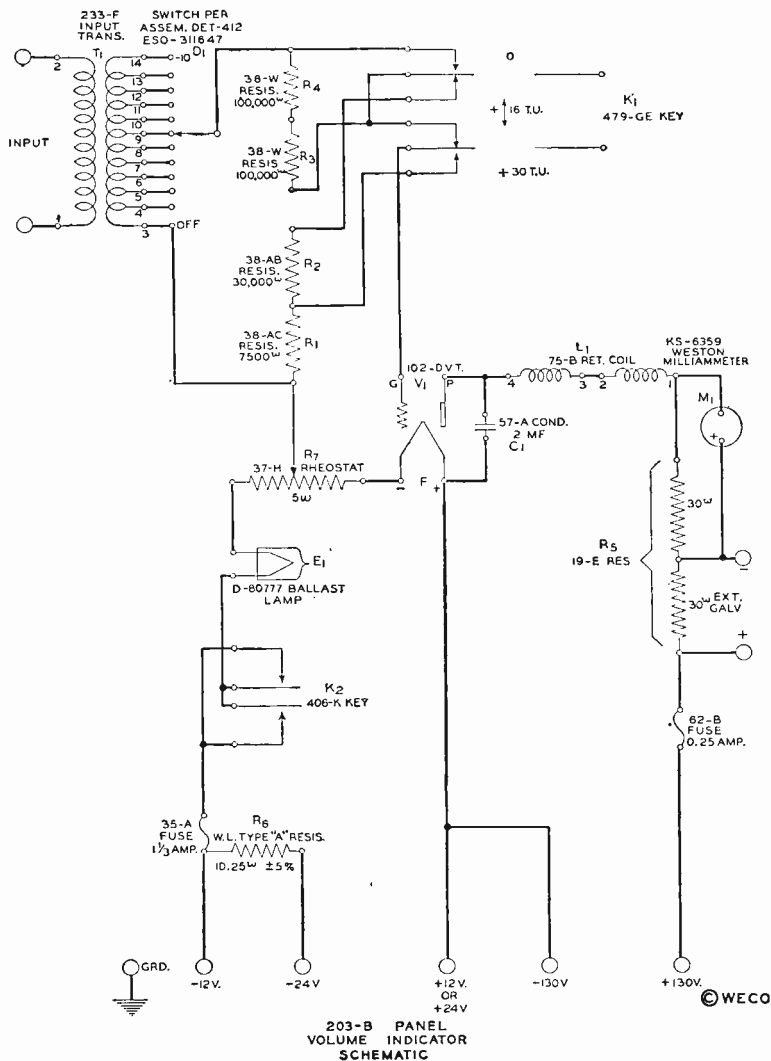 233-F
INPUT
TRANS.
T1
SWITCH PER
ASSEM. DET-412
ESO-311647
D1
-10
2
14
13
12
11
10
9
8
7
6
5
4
3
OFF
INPUT
1
38-W
RESIS.
100,000ω
R4
38-W
RESIS.
100,000ω
R3
38-AB
RESIS.
30,000ω
R2
38-AC
RESIS.
7500ω
R1
O
+ 16 T.U.
+ 30 T.U.
K1
479-GE KEY
102-D V.T.
G V1 P
F
- +
4
L1
75-B RET. COIL
3 2
1
57-A COND.
2 MF
C1
KS-6359
WESTON
MILLIAMMETER
M1
+
R7
37-H RHEOSTAT
5ω
E1
D-80777 BALLAST
LAMP
R5
19-E RES
30ω
30ω EXT.
GALV
-
+
K2
406-K KEY
62-B
FUSE
0.25 AMP.
35-A
FUSE
1⅓ AMP.
R6
W.L. TYPE "A" RESIS.
10.25ω ±5%
GRD.
-12V.
-24V
+12V.
OR
+24V
-130V
+130V.
© WECO
203-B PANEL
VOLUME INDICATOR
SCHEMATIC